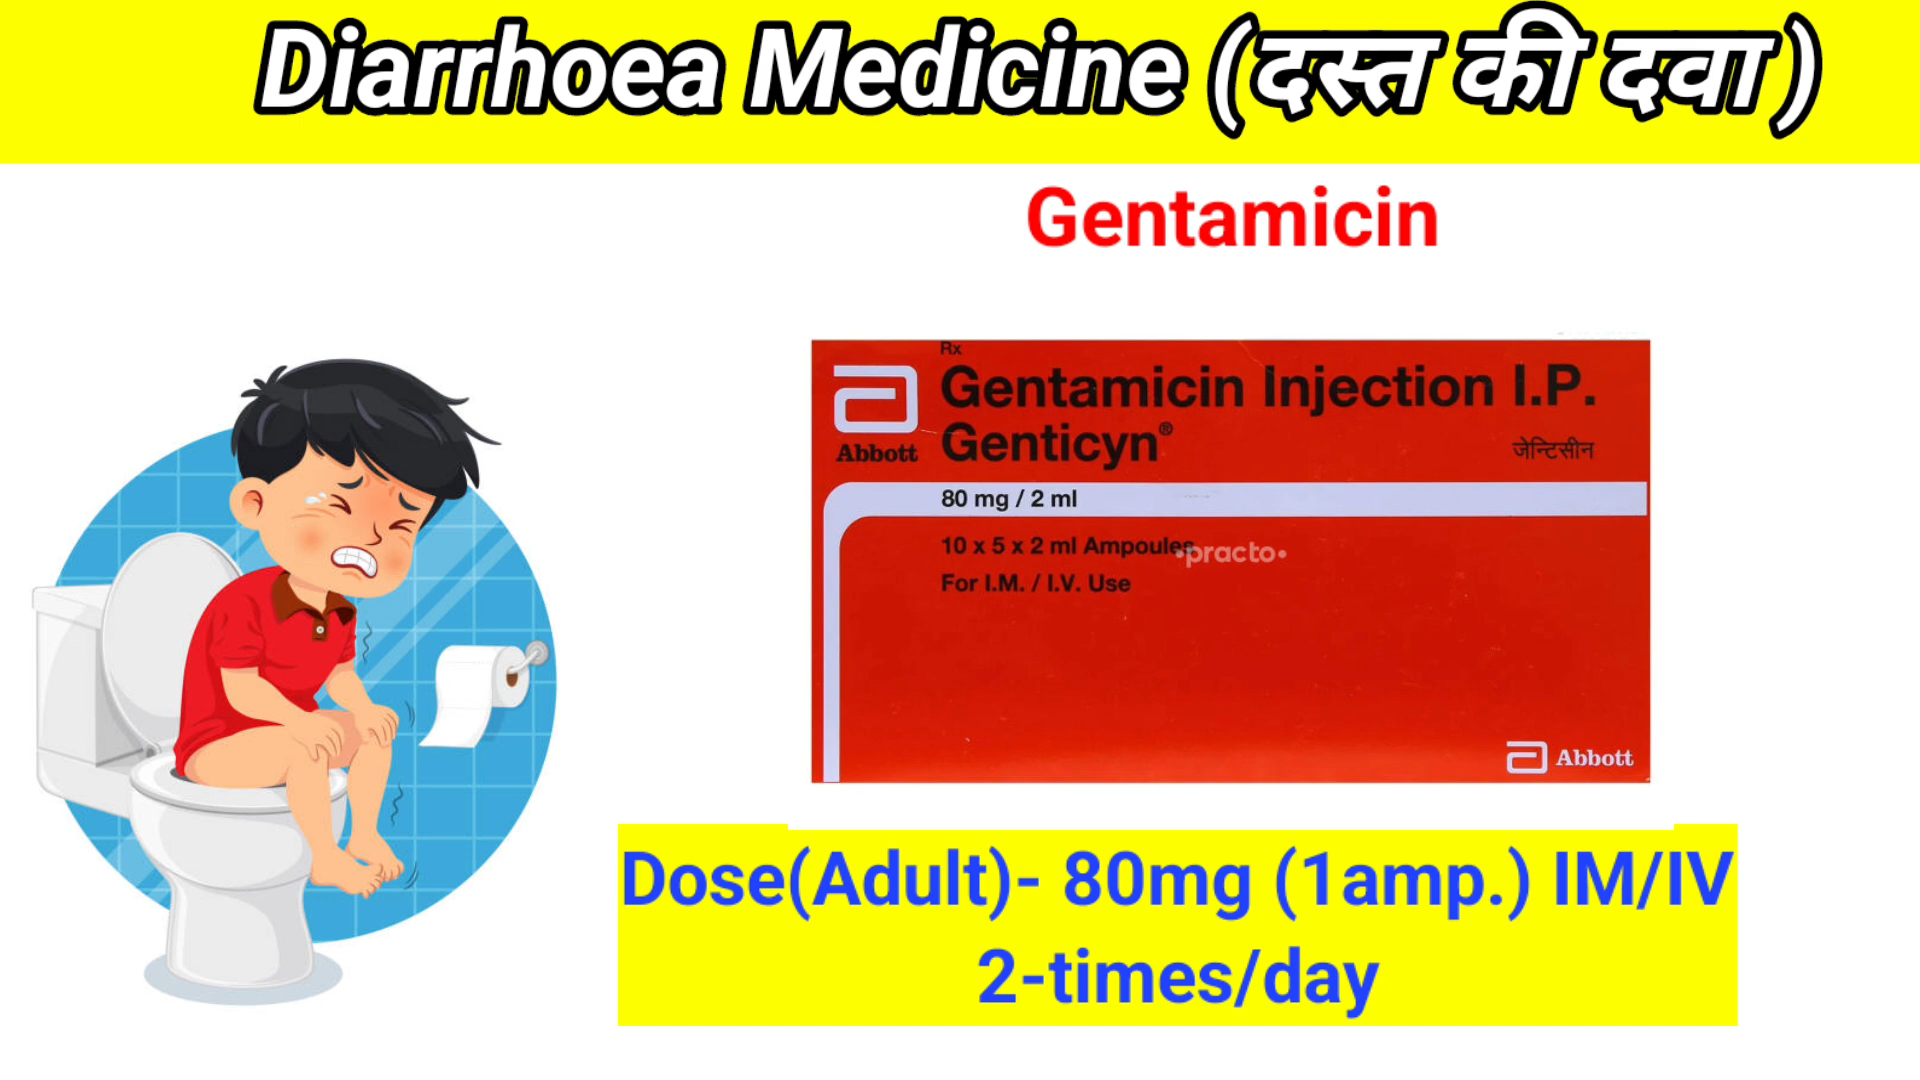 Diarrhoea Medicine (दस्त की दवा)
Gentamicin
Rx
Gentamicin Injection I.P.
Genticyn®
जेन्टिसीन
Abbott
80 mg / 2 ml
10 x 5 x 2 ml Ampoules
•practo•
For I.M. / I.V. Use
Abbott
Dose(Adult)- 80mg (1amp.) IM/IV
2-times/day